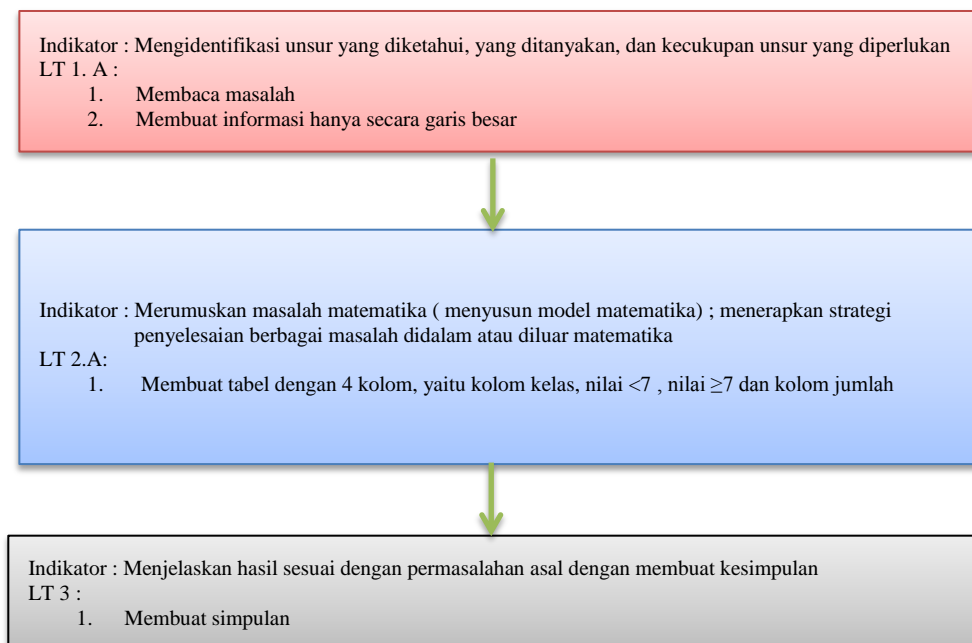 Indikator : Mengidentifikasi unsur yang diketahui, yang ditanyakan, dan kecukupan unsur yang diperlukan
LT 1. A :
1. Membaca masalah
2. Membuat informasi hanya secara garis besar
Indikator : Merumuskan masalah matematika ( menyusun model matematika) ; menerapkan strategi
penyelesaian berbagai masalah didalam atau diluar matematika
LT 2.A:
1. Membuat tabel dengan 4 kolom, yaitu kolom kelas, nilai <7 , nilai ≥7 dan kolom jumlah
Indikator : Menjelaskan hasil sesuai dengan permasalahan asal dengan membuat kesimpulan
LT 3 :
1. Membuat simpulan